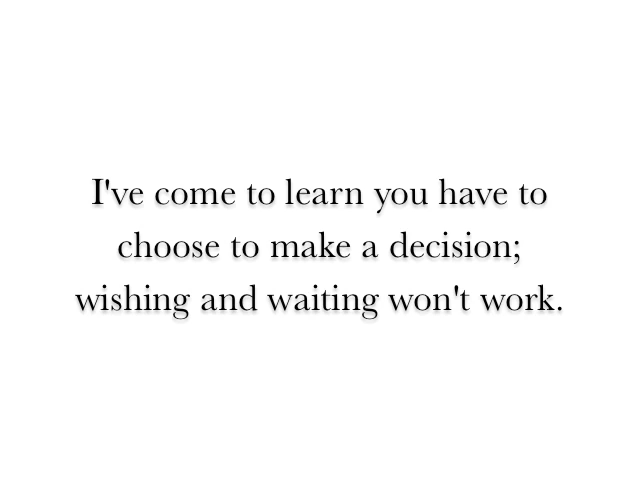 I've come to learn you have to
choose to make a decision;
wishing and waiting won't work.